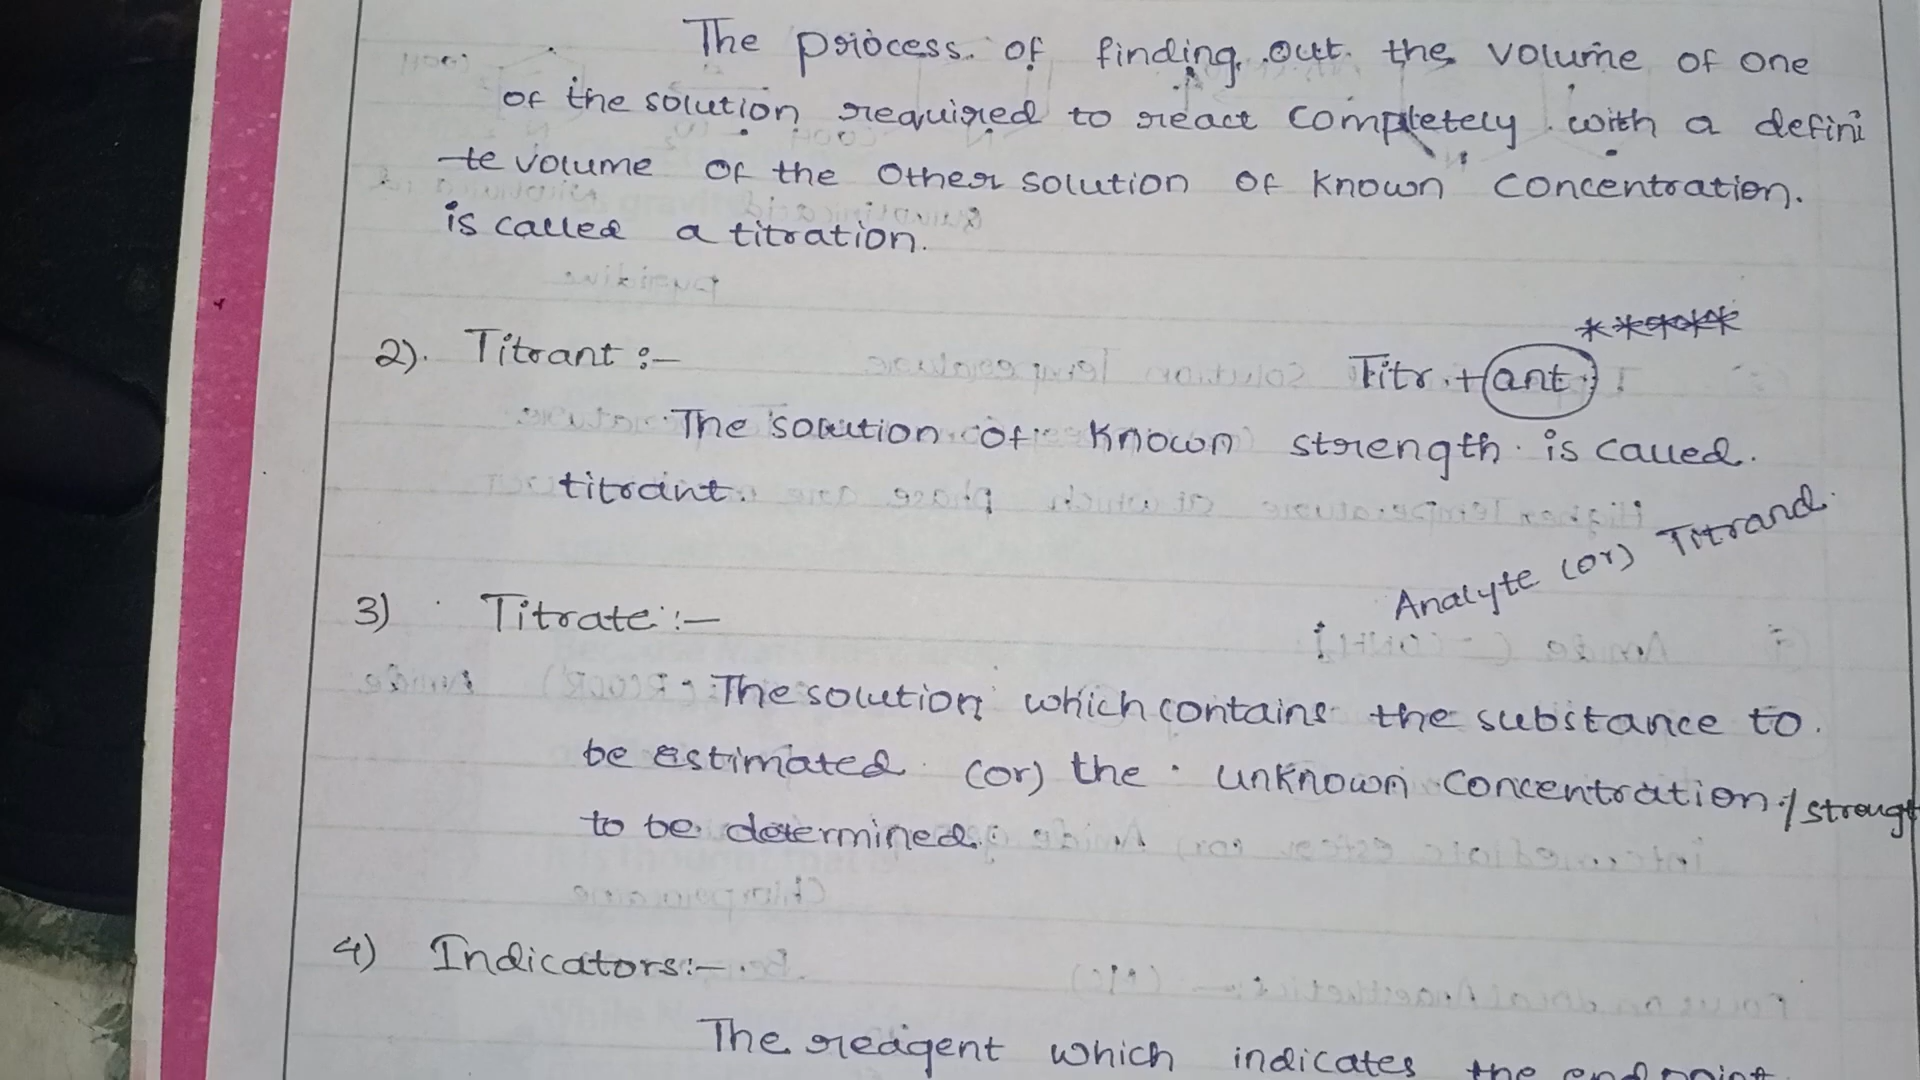 The process of finding out the volume of one
of the solution required to react completely with a defini
-te volume of the other solution of known concentration.
is called a titration.
*****
2). Titrant :-
Titr + ant
The solution of known strength is called.
titrant.
Analyte (or) Titrand.
3) Titrate :-
The solution which contains the substance to.
be estimated (or) the unknown concentration / strengt
to be determined.
4) Indicators:-
The reagent which indicates the endpoint